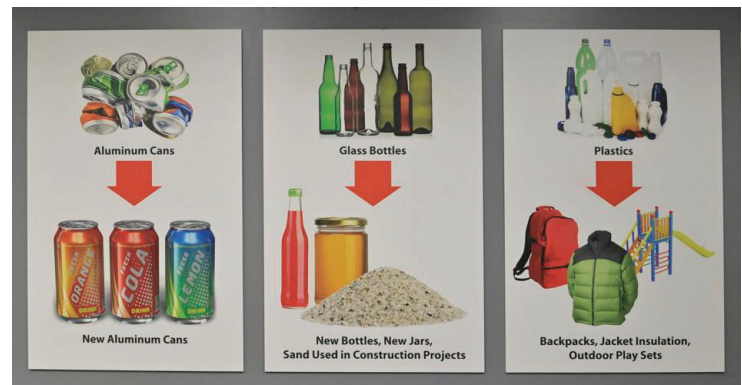 Aluminum Cans
FRESH
ORANGE
DRINK
FRESH
COLA
DRINK
FRESH
LEMON
DRINK
New Aluminum Cans
Glass Bottles
New Bottles, New Jars,
Sand Used in Construction Projects
Plastics
Backpacks, Jacket Insulation,
Outdoor Play Sets